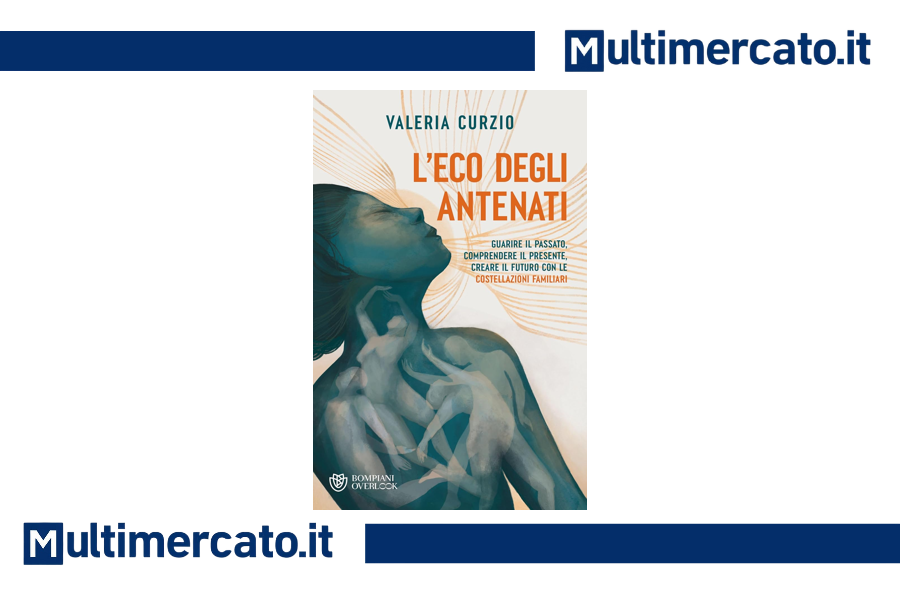 Multimercato.it
VALERIA CURZIO
L'ECO DEGLI
ANTENATI
GUARIRE IL PASSATO,
COMPRENDERE IL PRESENTE,
CREARE IL FUTURO CON LE
COSTELLAZIONI FAMILIARI
BOMPIANI
OVERLOOK
Multimercato.it